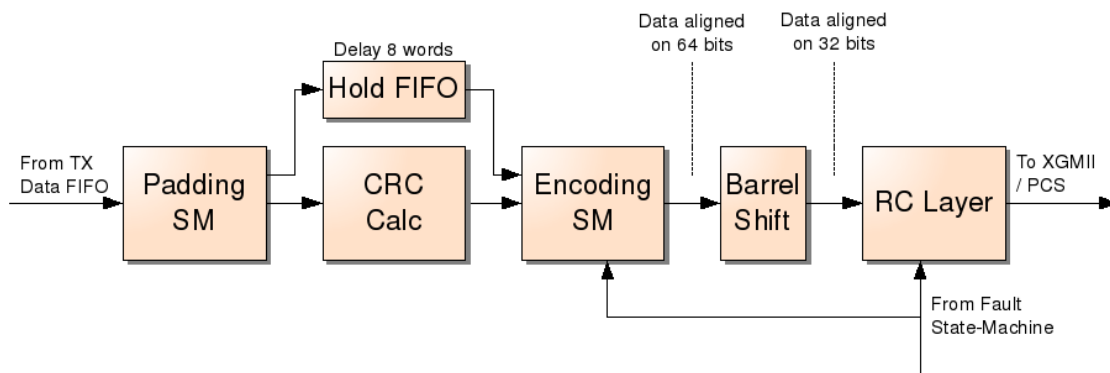 Data aligned
on 64 bits
Data aligned
on 32 bits
Delay 8 words
Hold FIFO
From TX
Data FIFO
Padding
SM
CRC
Calc
Encoding
SM
Barrel
Shift
RC Layer
To XGMII
/ PCS
From Fault
State-Machine